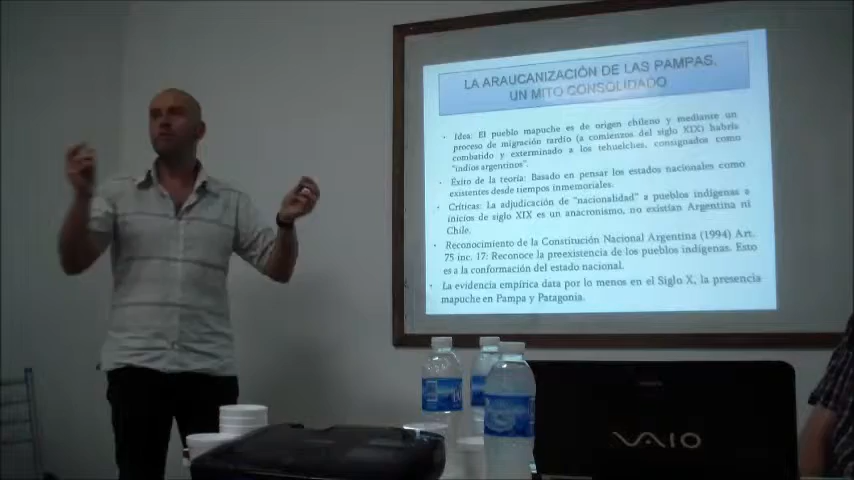 LA ARAUCANIZACIÓN DE LAS PAMPAS.
UN MITO CONSOLIDADO
• Idea: El pueblo mapuche es de origen chileno y mediante un
proceso de migración tardío (a comienzos del siglo XIX) habría
combatido y exterminado a los tehuelches, consignados como
"indios argentinos".
• Éxito de la teoría: Basado en pensar los estados nacionales como
existentes desde tiempos inmemoriales.
• Críticas: La adjudicación de "nacionalidad" a pueblos indígenas a
inicios de siglo XIX es un anacronismo, no existían Argentina ni
Chile.
• Reconocimiento de la Constitución Nacional Argentina (1994) Art.
75 inc. 17: Reconoce la preexistencia de los pueblos indígenas. Esto
es a la conformación del estado nacional.
• La evidencia empírica data por lo menos en el Siglo X, la presencia
mapuche en Pampa y Patagonia.
VAIO